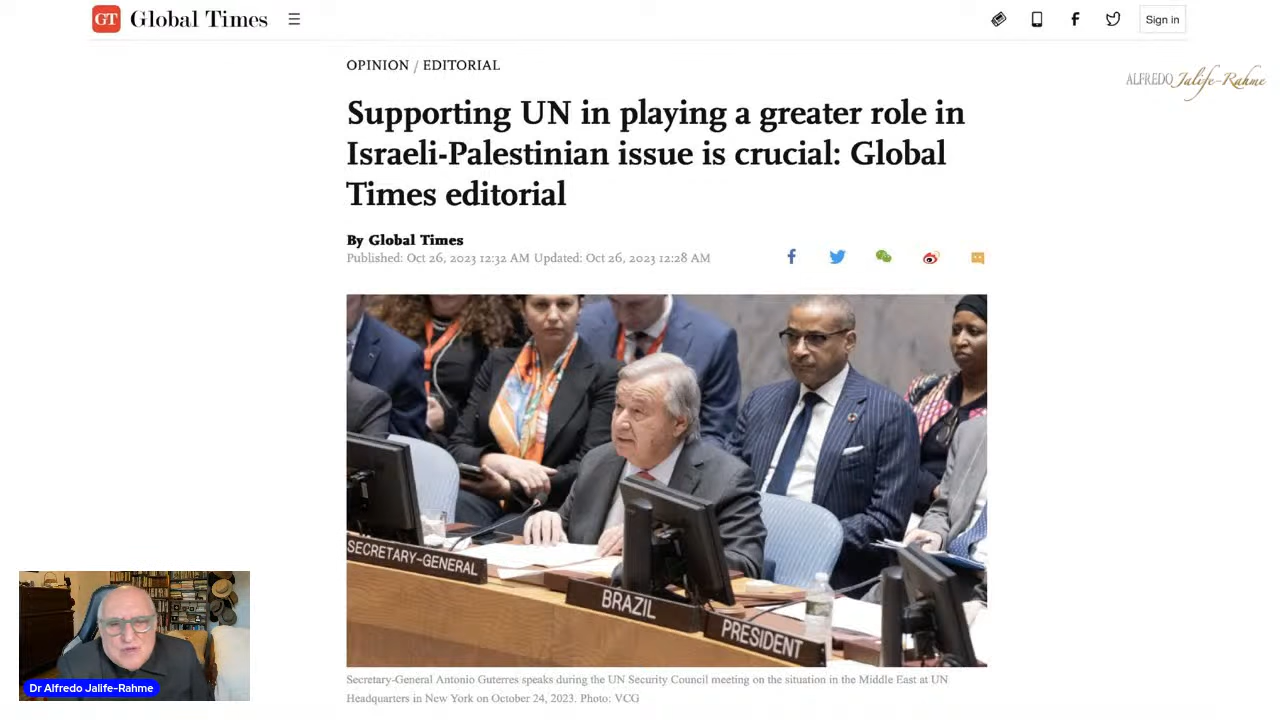 GT Global Times
Sign in
ALFREDO Jalife-Rahme
OPINION / EDITORIAL
Supporting UN in playing a greater role in
Israeli-Palestinian issue is crucial: Global
Times editorial
By Global Times
Published: Oct 26, 2023 12:32 AM Updated: Oct 26, 2023 12:28 AM
SECRETARY-GENERAL
BRAZIL
PRESIDENT
Secretary-General Antonio Guterres speaks during the UN Security Council meeting on the situation in the Middle East at UN
Headquarters in New York on October 24, 2023. Photo: VCG
Dr Alfredo Jalife-Rahme